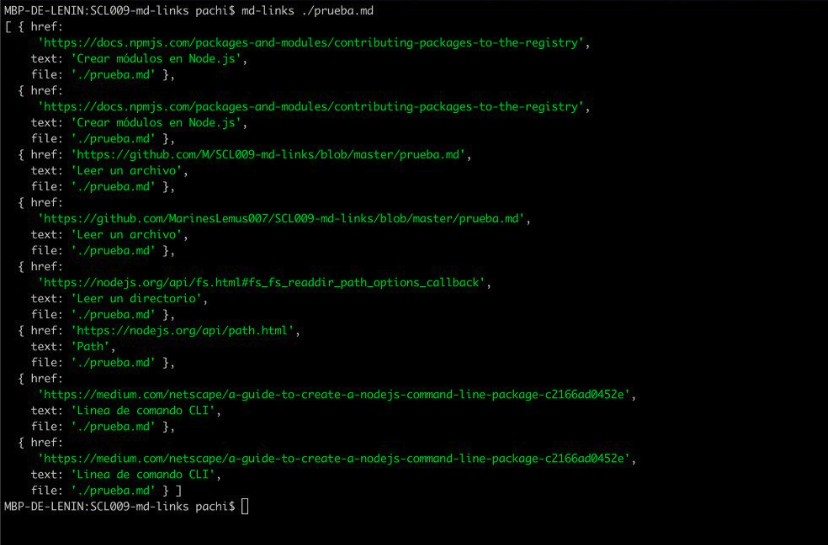 MBP-DE-LENIN:SCL009-md-links pachi$ md-links ./prueba.md
[ { href:
'https://docs.npmjs.com/packages-and-modules/contributing-packages-to-the-registry',
text: 'Crear módulos en Node.js',
file: './prueba.md' },
{ href:
'https://docs.npmjs.com/packages-and-modules/contributing-packages-to-the-registry',
text: 'Crear módulos en Node.js',
file: './prueba.md' },
{ href: 'https://github.com/M/SCL009-md-links/blob/master/prueba.md',
text: 'Leer un archivo',
file: './prueba.md' },
{ href:
'https://github.com/MarinesLemus007/SCL009-md-links/blob/master/prueba.md',
text: 'Leer un archivo',
file: './prueba.md' },
{ href:
'https://nodejs.org/api/fs.html#fs_fs_readdir_path_options_callback',
text: 'Leer un directorio',
file: './prueba.md' },
{ href: 'https://nodejs.org/api/path.html',
text: 'Path',
file: './prueba.md' },
{ href:
'https://medium.com/netscape/a-guide-to-create-a-nodejs-command-line-package-c2166ad0452e',
text: 'Linea de comando CLI',
file: './prueba.md' },
{ href:
'https://medium.com/netscape/a-guide-to-create-a-nodejs-command-line-package-c2166ad0452e',
text: 'Linea de comando CLI',
file: './prueba.md' } ]
MBP-DE-LENIN:SCL009-md-links pachi$